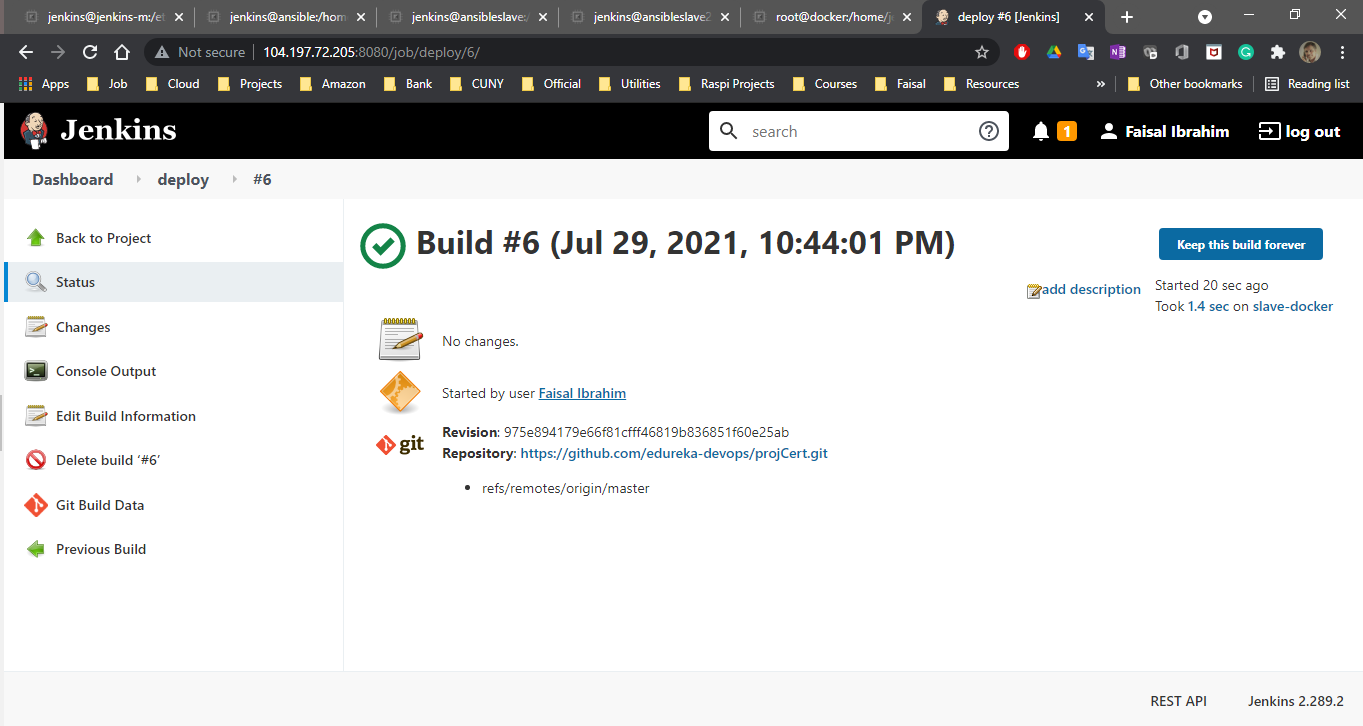 jenkins@jenkins-m:/et
jenkins@ansible:/hom
jenkins@ansibleslave:/
jenkins@ansibleslave2
root@docker:/home/j
deploy #6 [Jenkins]
Not secure
104.197.72.205:8080/job/deploy/6/
Apps
Job
Cloud
Projects
Amazon
Bank
CUNY
Official
Utilities
Raspi Projects
Courses
Faisal
Resources
»
Other bookmarks
Reading list
Jenkins
search
1
Faisal Ibrahim
log out
Dashboard
deploy
#6
Back to Project
Status
Changes
Console Output
Edit Build Information
Delete build ‘#6’
Git Build Data
Previous Build
Build #6 (Jul 29, 2021, 10:44:01 PM)
Keep this build forever
add description
Started 20 sec ago
Took 1.4 sec on slave-docker
No changes.
Started by user Faisal Ibrahim
git
Revision: 975e894179e66f81cfff46819b836851f60e25ab
Repository: https://github.com/edureka-devops/projCert.git
• refs/remotes/origin/master
REST API
Jenkins 2.289.2